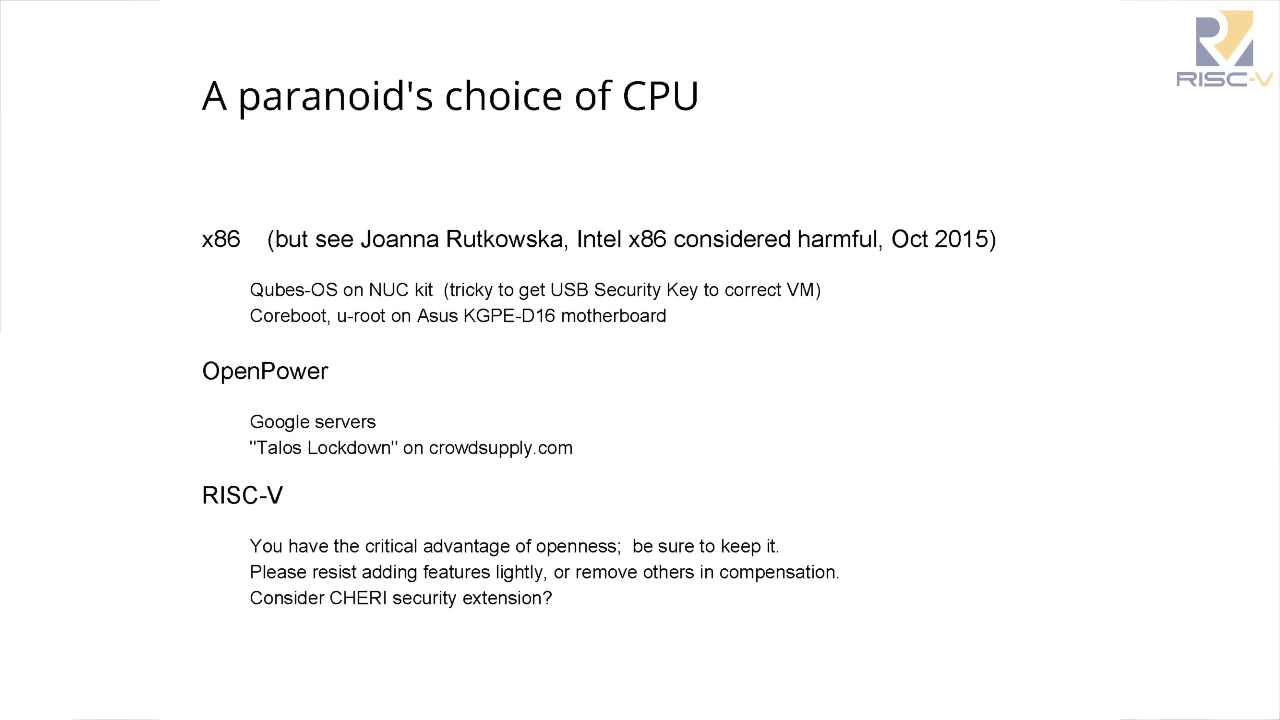 RISC-V
A paranoid's choice of CPU
x86 (but see Joanna Rutkowska, Intel x86 considered harmful, Oct 2015)
Qubes-OS on NUC kit (tricky to get USB Security Key to correct VM)
Coreboot, u-root on Asus KGPE-D16 motherboard
OpenPower
Google servers
"Talos Lockdown" on crowdsupply.com
RISC-V
You have the critical advantage of openness; be sure to keep it.
Please resist adding features lightly, or remove others in compensation.
Consider CHERI security extension?